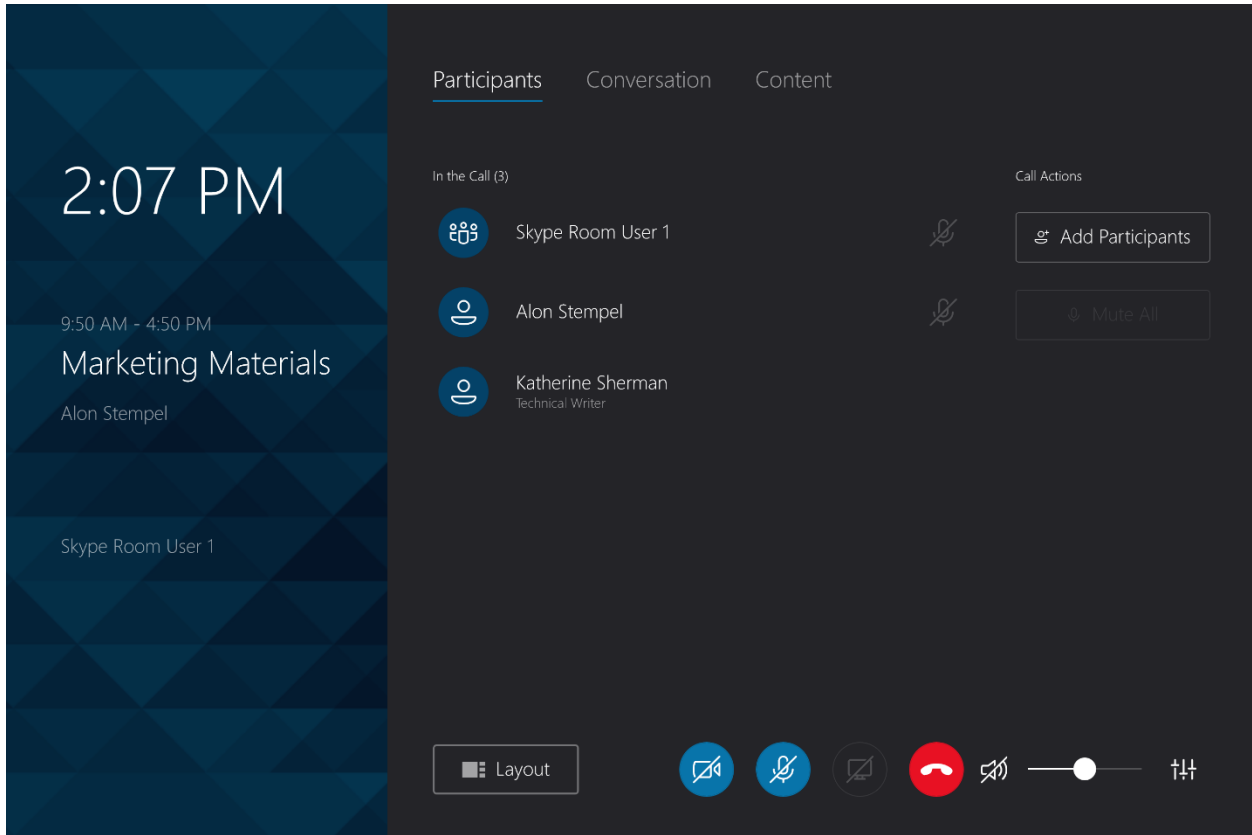 2:07 PM
9:50 AM - 4:50 PM
Marketing Materials
Alon Stempel
Skype Room User 1
Participants Conversation Content
In the Call (3)
Call Actions
Skype Room User 1
Add Participants
Alon Stempel
Mute All
Katherine Sherman
Technical Writer
Layout